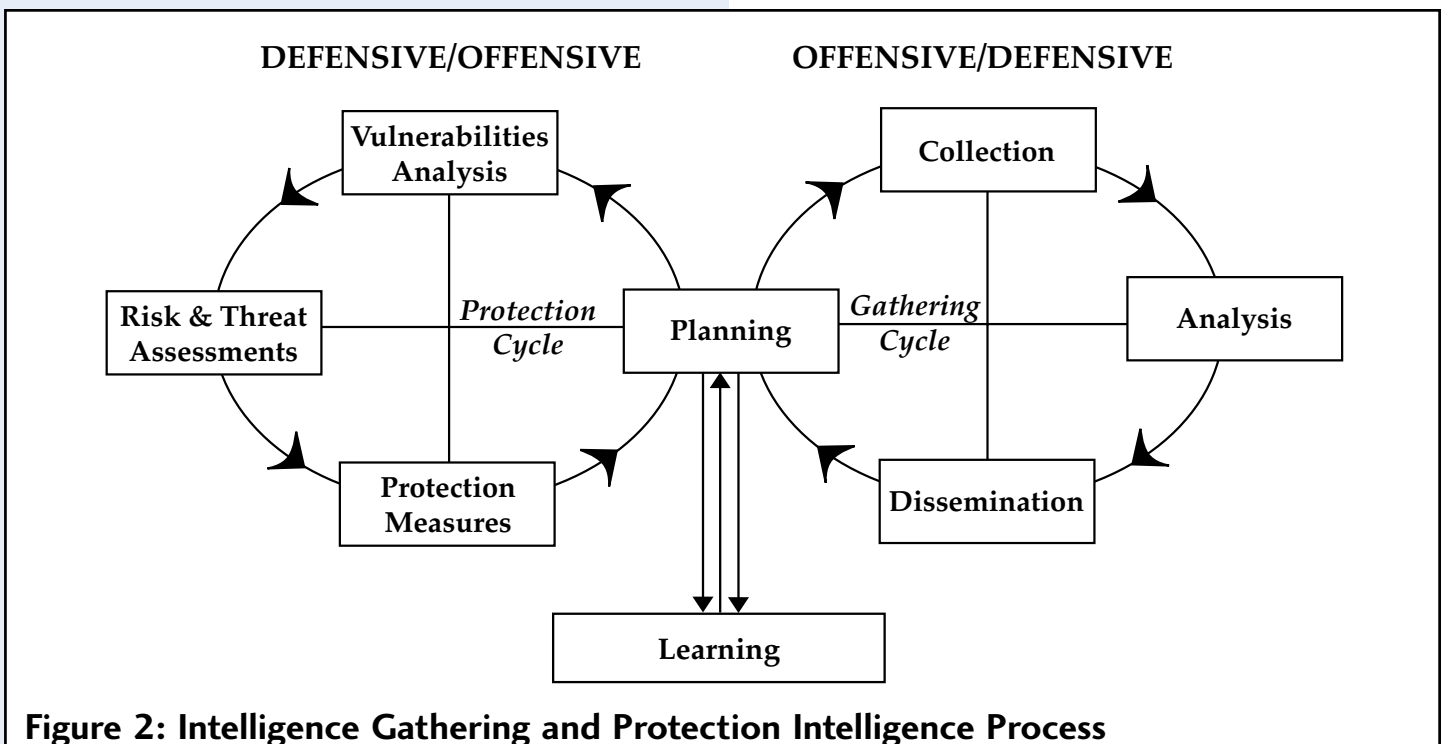 DEFENSIVE/OFFENSIVE
OFFENSIVE/DEFENSIVE
Vulnerabilities
Analysis
Collection
Risk & Threat
Assessments
Protection
Cycle
Planning
Gathering
Cycle
Analysis
Protection
Measures
Dissemination
Learning
Figure 2: Intelligence Gathering and Protection Intelligence Process